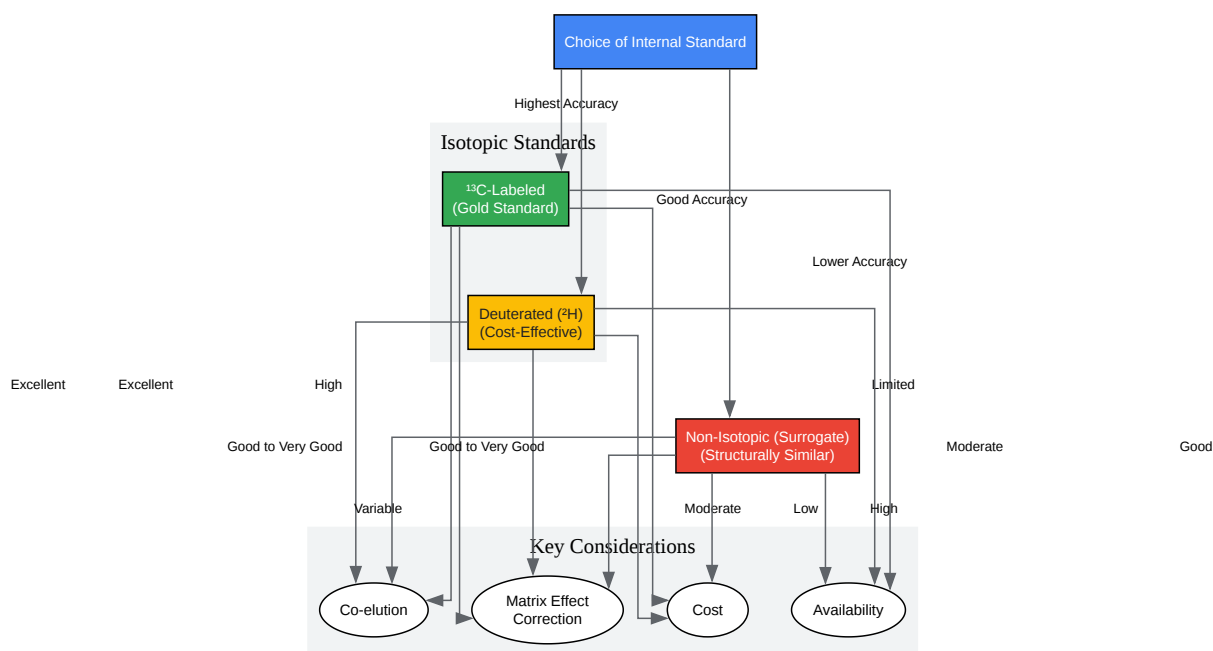 Choice of Internal Standard
Highest Accuracy
Isotopic Standards
¹³C-Labeled
(Gold Standard)
Good Accuracy
Lower Accuracy
Deuterated (²H)
(Cost-Effective)
Excellent
Excellent
High
Limited
Non-Isotopic (Surrogate)
(Structurally Similar)
Good to Very Good
Good to Very Good
Moderate
Good
Variable
Moderate
Low
High
Key Considerations
Co-elution
Matrix Effect
Correction
Cost
Availability